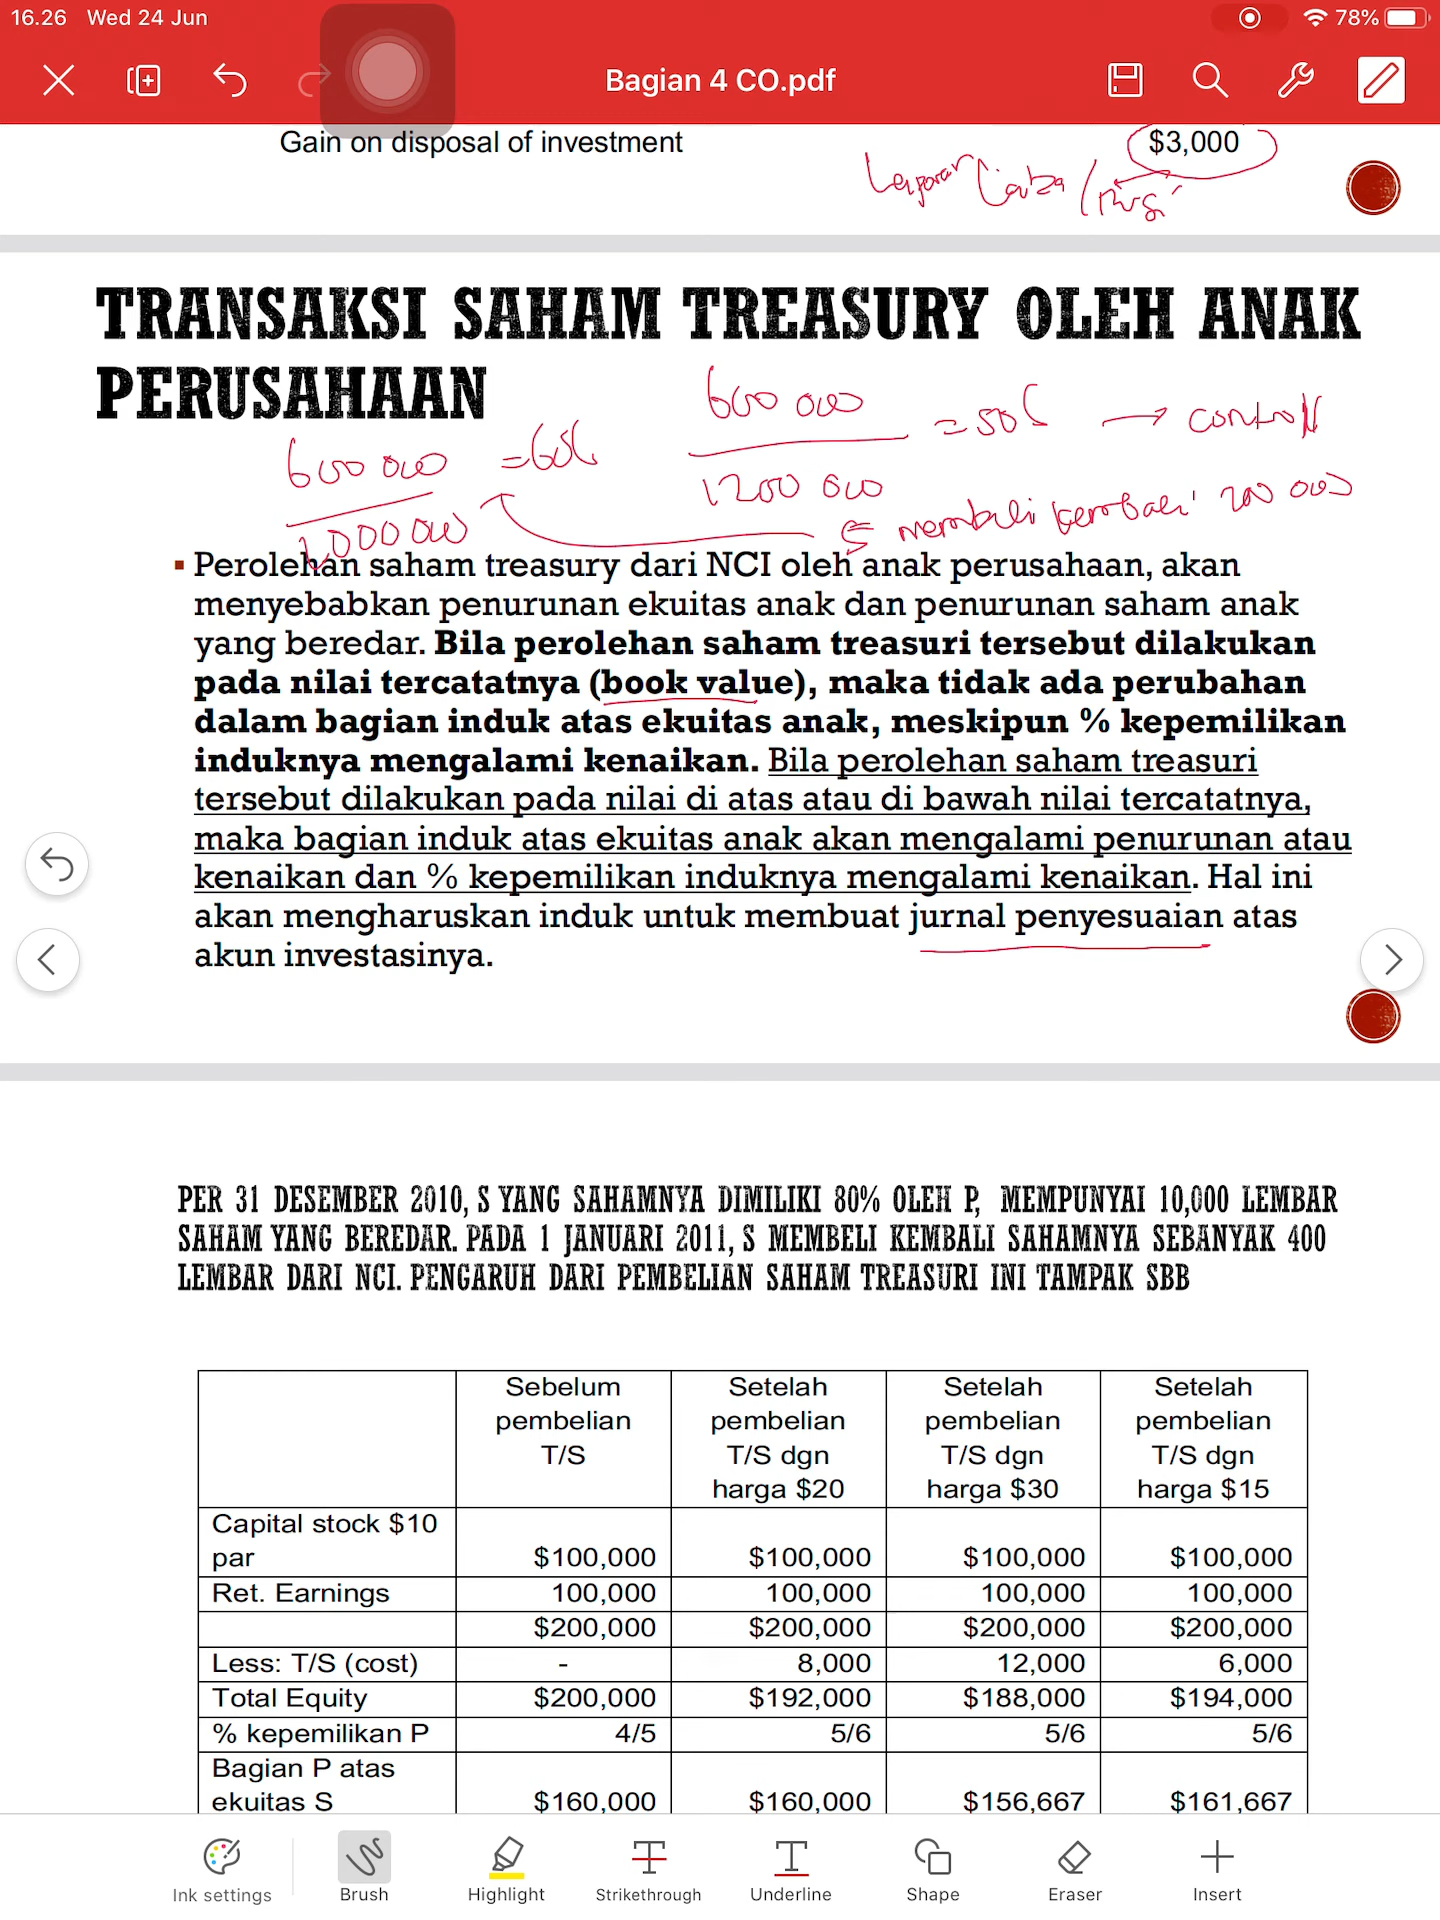 16.26 Wed 24 Jun
78%
Bagian 4 CO.pdf
Gain on disposal of investment $3,000
Laporan Laba / Rugi
TRANSAKSI SAHAM TREASURY OLEH ANAK
PERUSAHAAN
600 000 / 1200 000 = 50% → controll
600 000 / 1,000 000 = 60%
S membeli kembali 200 000
▪ Perolehan saham treasury dari NCI oleh anak perusahaan, akan
menyebabkan penurunan ekuitas anak dan penurunan saham anak
yang beredar. Bila perolehan saham treasuri tersebut dilakukan
pada nilai tercatatnya (book value), maka tidak ada perubahan
dalam bagian induk atas ekuitas anak, meskipun % kepemilikan
induknya mengalami kenaikan. Bila perolehan saham treasuri
tersebut dilakukan pada nilai di atas atau di bawah nilai tercatatnya,
maka bagian induk atas ekuitas anak akan mengalami penurunan atau
kenaikan dan % kepemilikan induknya mengalami kenaikan. Hal ini
akan mengharuskan induk untuk membuat jurnal penyesuaian atas
akun investasinya.
PER 31 DESEMBER 2010, S YANG SAHAMNYA DIMILIKI 80% OLEH P, MEMPUNYAI 10,000 LEMBAR
SAHAM YANG BEREDAR. PADA 1 JANUARI 2011, S MEMBELI KEMBALI SAHAMNYA SEBANYAK 400
LEMBAR DARI NCI. PENGARUH DARI PEMBELIAN SAHAM TREASURI INI TAMPAK SBB
Sebelum Setelah Setelah Setelah
pembelian pembelian pembelian pembelian
T/S T/S dgn T/S dgn T/S dgn
harga $20 harga $30 harga $15
Capital stock $10
par $100,000 $100,000 $100,000 $100,000
Ret. Earnings 100,000 100,000 100,000 100,000
$200,000 $200,000 $200,000 $200,000
Less: T/S (cost) - 8,000 12,000 6,000
Total Equity $200,000 $192,000 $188,000 $194,000
% kepemilikan P 4/5 5/6 5/6 5/6
Bagian P atas
ekuitas S $160,000 $160,000 $156,667 $161,667
Ink settings Brush Highlight Strikethrough Underline Shape Eraser Insert